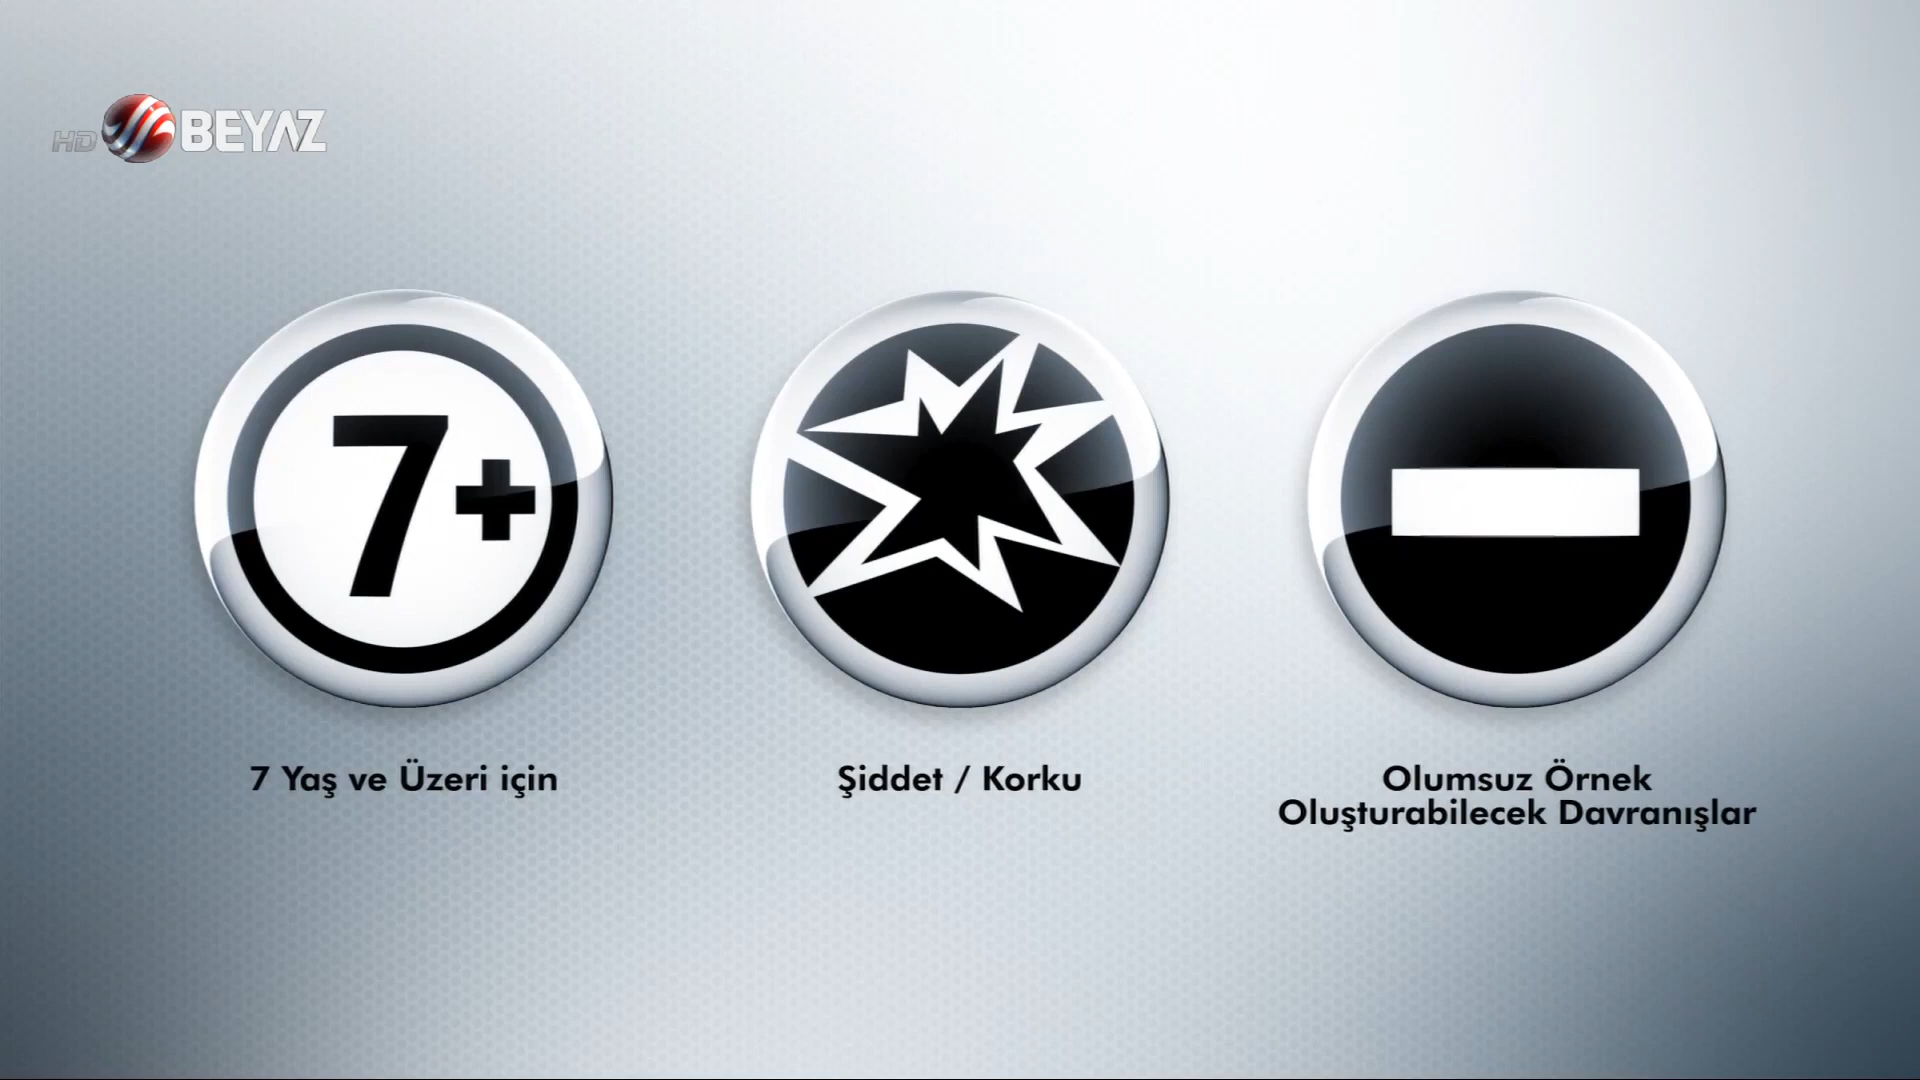 HD BEYAZ
7+
7 Yaş ve Üzeri için
Şiddet / Korku
Olumsuz Örnek
Oluşturabilecek Davranışlar